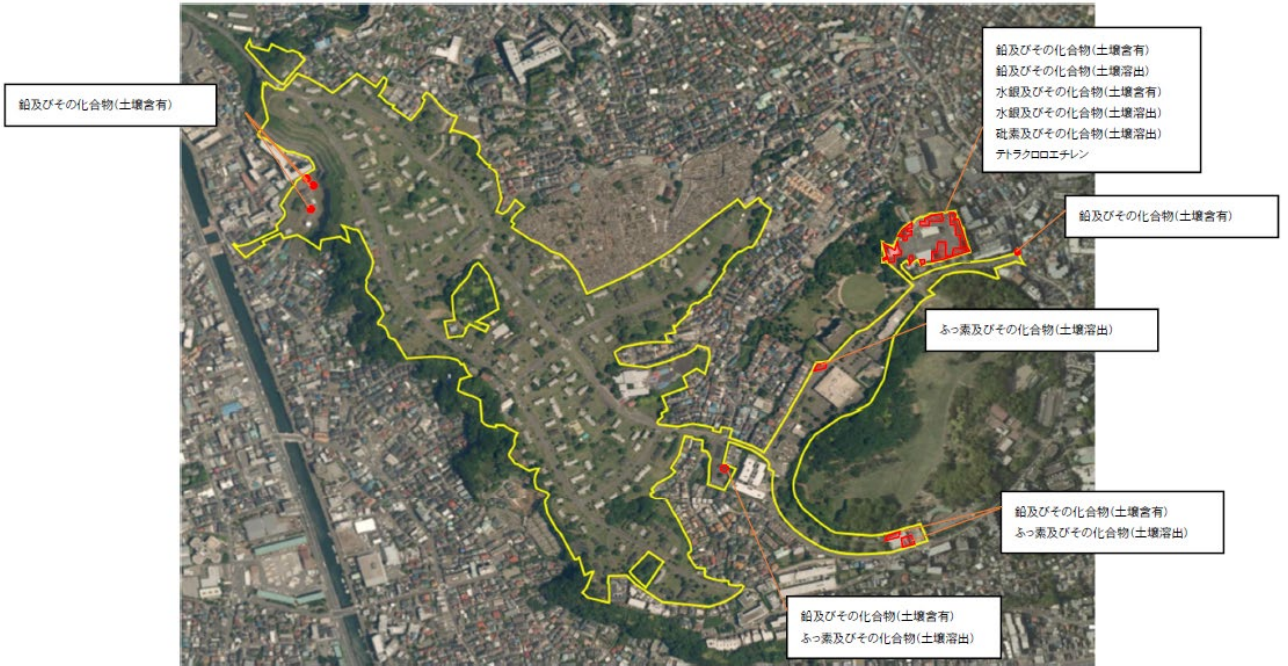 鉛及びその化合物(土壌含有)
鉛及びその化合物(土壌含有)
鉛及びその化合物(土壌溶出)
水銀及びその化合物(土壌含有)
水銀及びその化合物(土壌溶出)
砒素及びその化合物(土壌溶出)
テトラクロロエチレン
鉛及びその化合物(土壌含有)
ふっ素及びその化合物(土壌溶出)
鉛及びその化合物(土壌含有)
ふっ素及びその化合物(土壌溶出)
鉛及びその化合物(土壌含有)
ふっ素及びその化合物(土壌溶出)